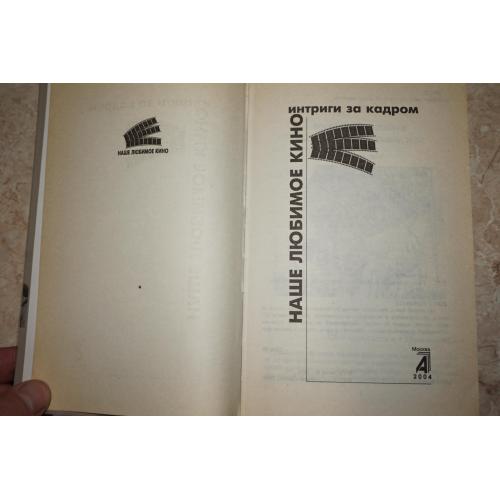 НАШЕ ЛЮБИМОЕ КИНО
интриги за кадром
НАШЕ ЛЮБИМОЕ КИНО
Москва
А
2004